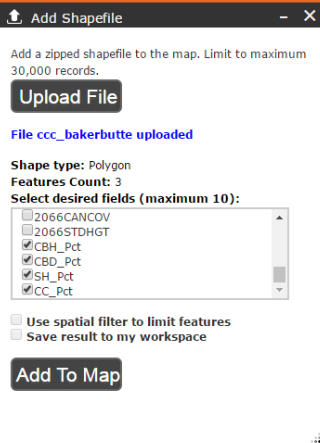 Add Shapefile
Add a zipped shapefile to the map. Limit to maximum
30,000 records.
Upload File
File ccc_bakerbutte uploaded
Shape type: Polygon
Features Count: 3
Select desired fields (maximum 10):
2066CANCOV
2066STDHGT
CBH_Pct
CBD_Pct
SH_Pct
CC_Pct
Use spatial filter to limit features
Save result to my workspace
Add To Map